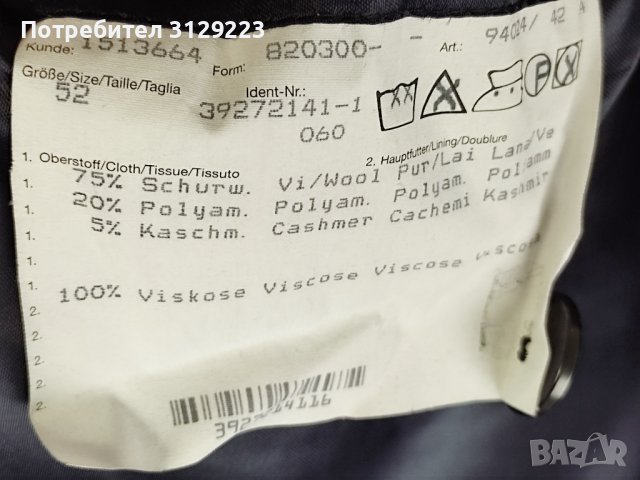 Потребител 3129723
Kunde: 1513664 Form: 820300- - Art.: 94024/ 42 4
Größe/Size/Taille/Taglia Ident-Nr.:
52 39272141-1
060
1. Oberstoff/Cloth/Tissue/Tissuto 2. Hauptfutter/Lining/Doublure
1. 75% Schurw. Vi/Wool Pur/Lai Lana/Ve
1. 20% Polyam. Polyam. Polyam. Polyamm
1. 5% Kaschm. Cashmer Cachemi Kashmir
1.
1.
2. 100% Viskose Viscose Viscose
2.
2.
2.
2.
P
BAZAR